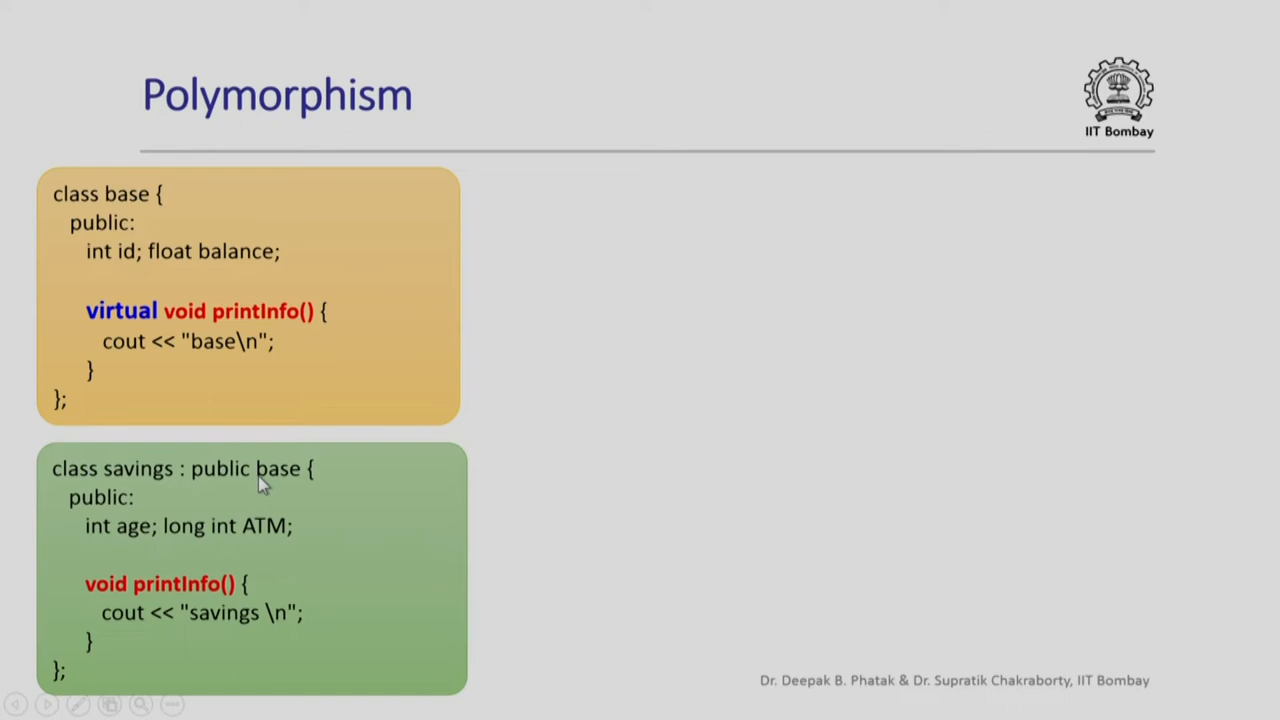 Polymorphism
IIT Bombay
class base {
public:
int id; float balance;
virtual void printInfo() {
cout << "base\n";
}
};
class savings : public base {
public:
int age; long int ATM;
void printInfo() {
cout << "savings \n";
}
};
Dr. Deepak B. Phatak & Dr. Supratik Chakraborty, IIT Bombay